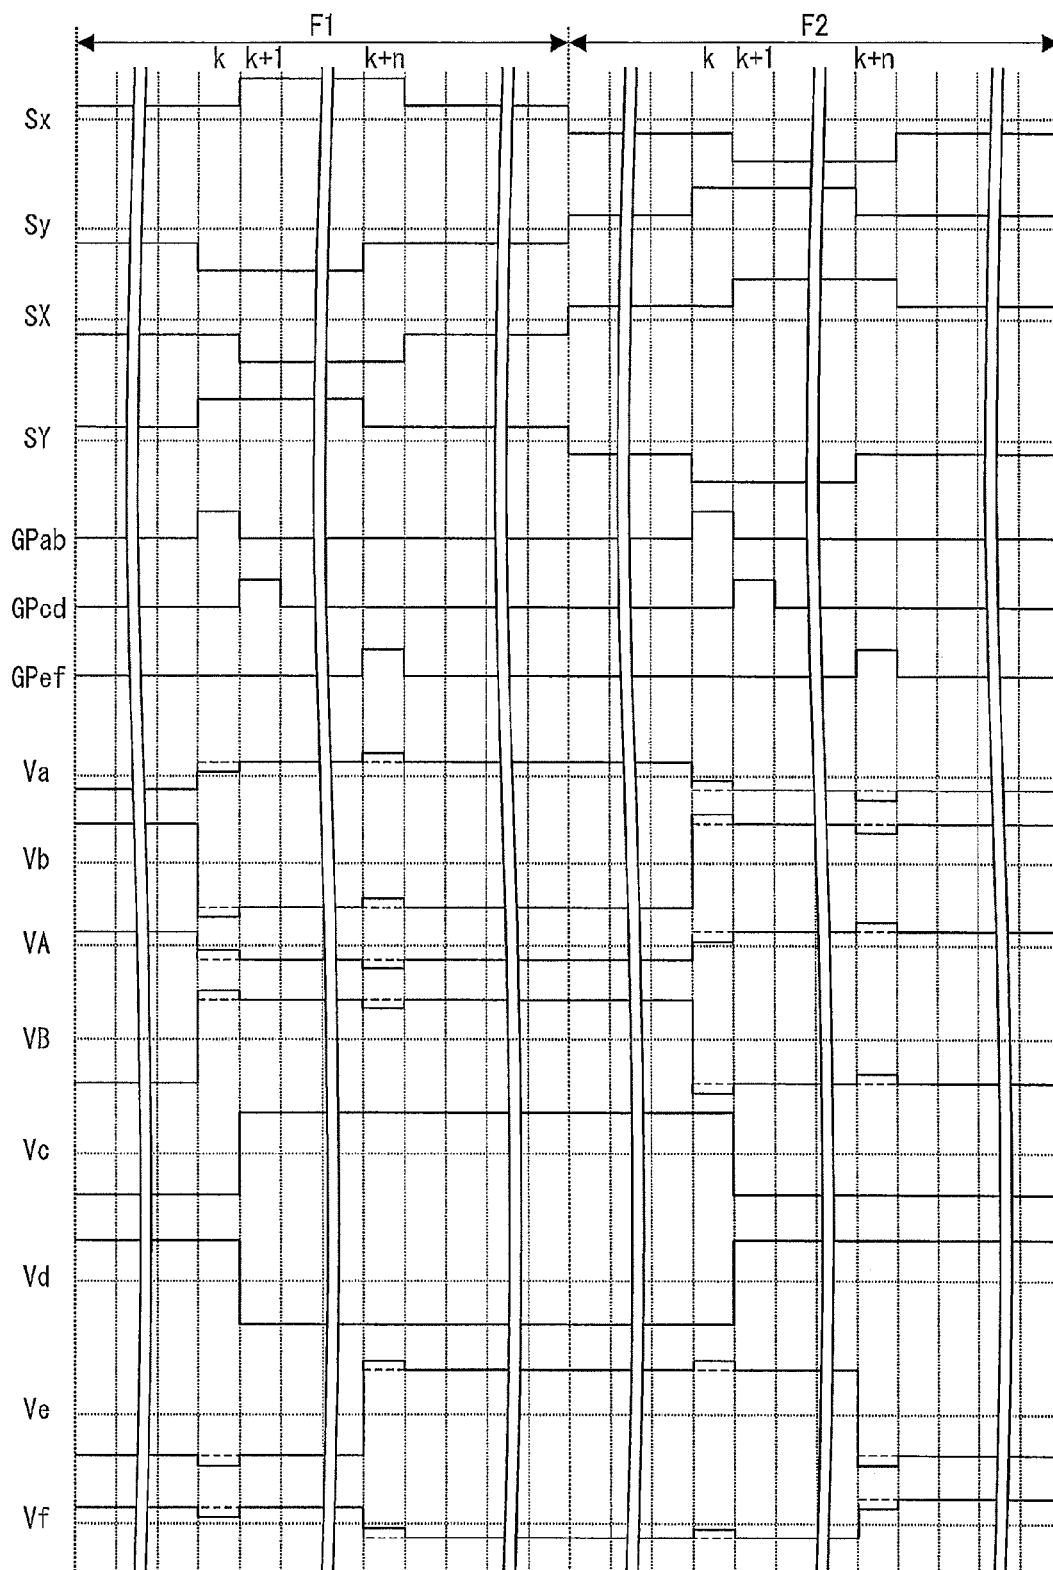 F1 F2
k k+1 k+n k k+1 k+n
Sx
Sy
SX
SY
GPab
GPcd
GPef
Va
Vb
VA
VB
Vc
Vd
Ve
Vf